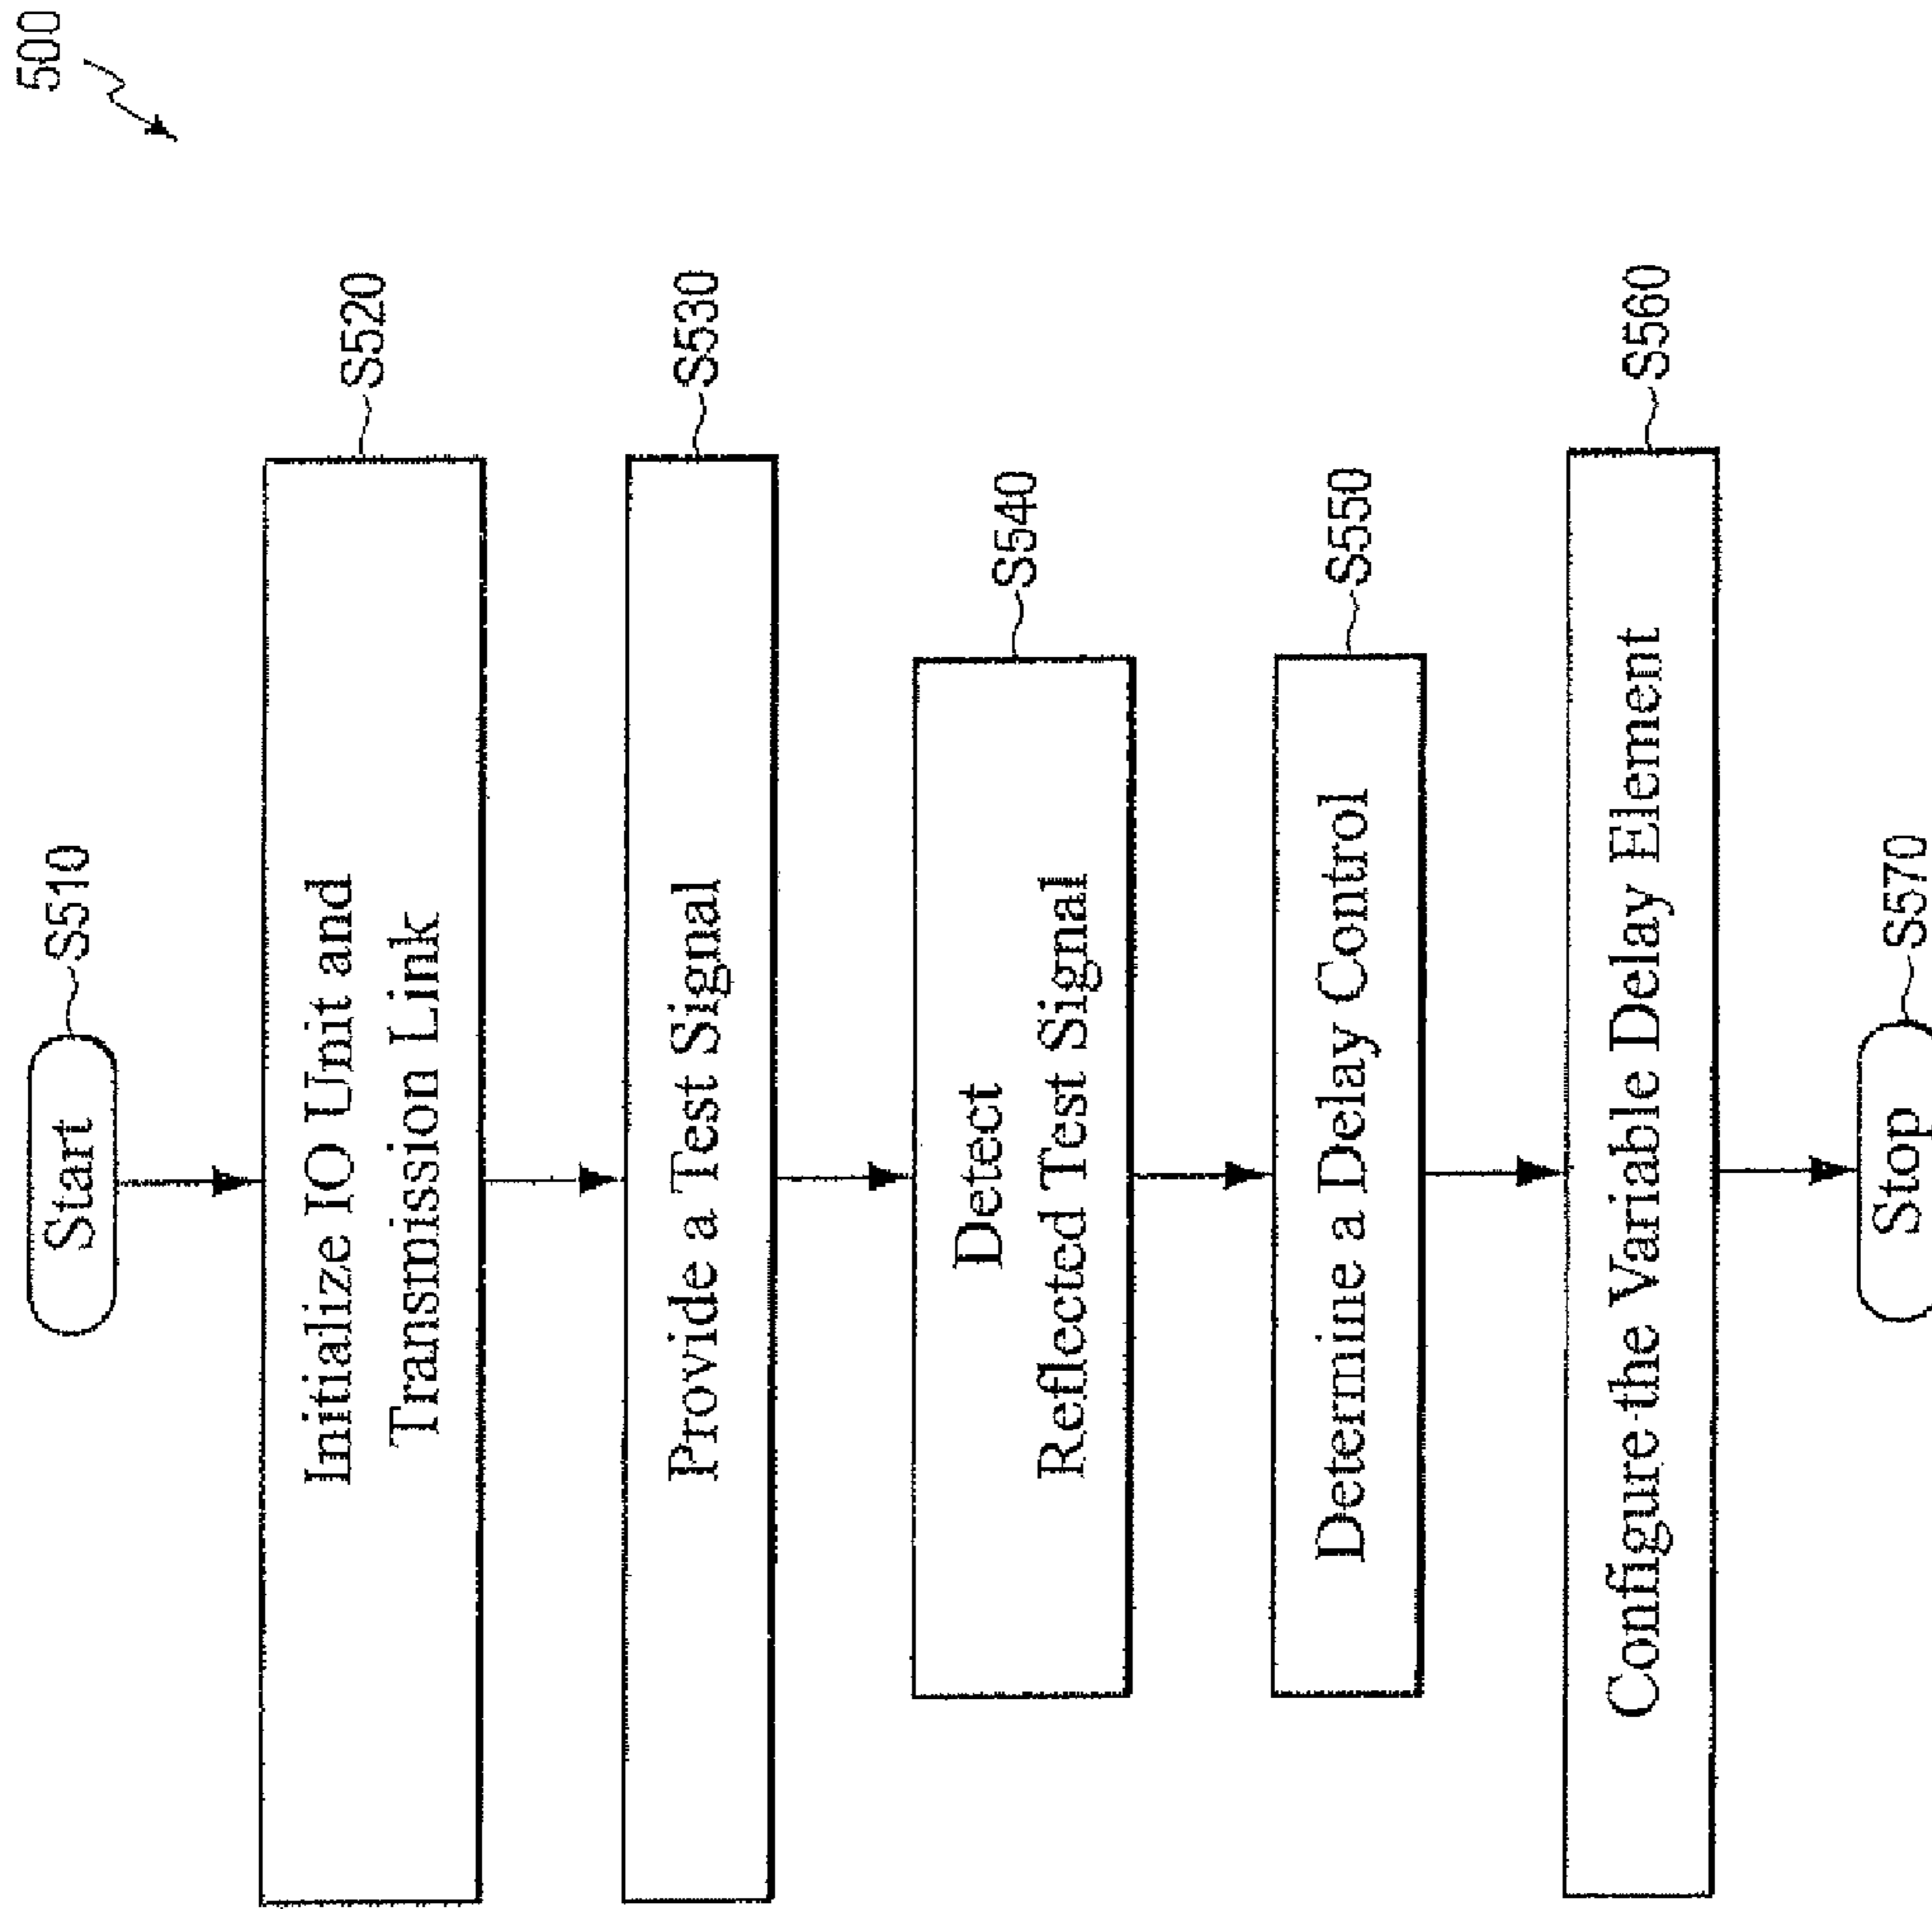 500
Start
S510
Initialize IO Unit and
Transmission Link
S520
Provide a Test Signal
S530
Detect
Reflected Test Signal
S540
Determine a Delay Control
S550
Configure the Variable Delay Element
S560
Stop
S570